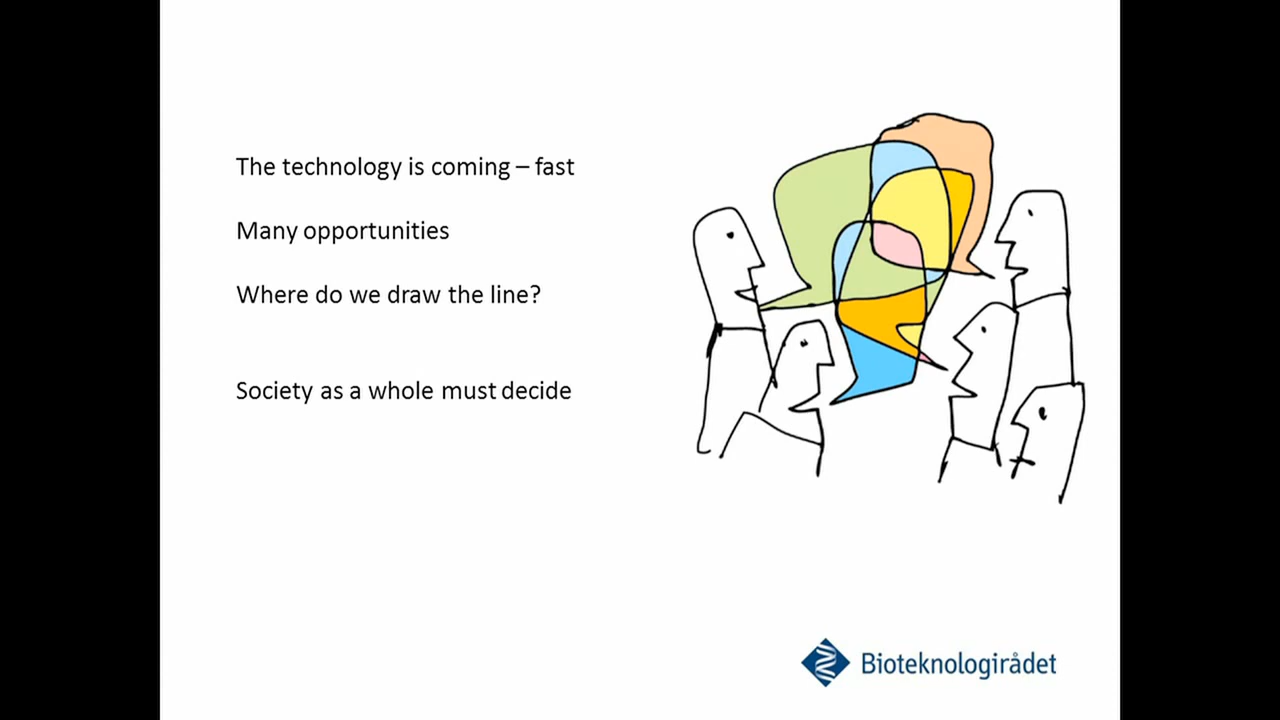 The technology is coming – fast
Many opportunities
Where do we draw the line?
Society as a whole must decide
Bioteknologirådet